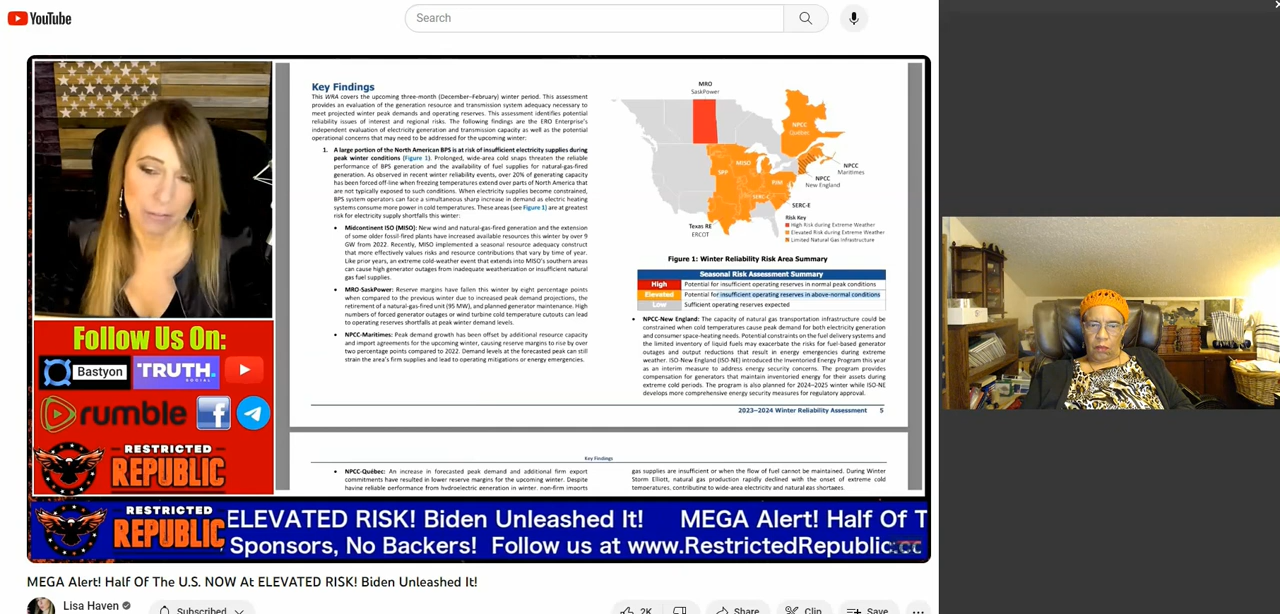 YouTube
Search
Key Findings
This WRA covers the upcoming three-month (December–February) winter period. This assessment
provides an evaluation of the generation resource and transmission system adequacy necessary to
meet projected winter peak demands and operating reserves. This assessment identifies potential
reliability issues of interest and regional risks. The following findings are the ERO Enterprise's
independent evaluation of electricity generation and transmission capacity as well as the potential
operational concerns that may need to be addressed for the upcoming winter:
1. A large portion of the North American BPS is at risk of insufficient electricity supplies during
peak winter conditions (Figure 1). Prolonged, wide-area cold snaps threaten the reliable
performance of BPS generation and the availability of fuel supplies for natural-gas-fired
generation. As observed in recent winter reliability events, over 20% of generating capacity
has been forced off-line when freezing temperatures extend over parts of North America that
are not typically exposed to such conditions. When electricity supplies become constrained,
BPS system operators can face a simultaneous sharp increase in demand as electric heating
systems consume more power in cold temperatures. These areas (see Figure 1) are at greatest
risk for electricity supply shortfalls this winter:
• Midcontinent ISO (MISO): New wind and natural-gas-fired generation and the extension
of some older fossil-fired plants have increased available resources this winter by over 9
GW from 2022. Recently, MISO implemented a seasonal resource adequacy construct
that more effectively values risks and resource contributions that vary by time of year.
Like prior years, an extreme cold-weather event that extends into MISO's southern areas
can cause high generator outages from inadequate weatherization or insufficient natural
gas fuel supplies.
• MRO-SaskPower: Reserve margins have fallen this winter by eight percentage points
when compared to the previous winter due to increased peak demand projections, the
retirement of a natural-gas-fired unit (95 MW), and planned generator maintenance. High
numbers of forced generator outages or wind turbine cold temperature cutouts can lead
to operating reserves shortfalls at peak winter demand levels.
• NPCC-Maritimes: Peak demand growth has been offset by additional resource capacity
and import agreements for the upcoming winter, causing reserve margins to rise by over
two percentage points compared to 2022. Demand levels at the forecasted peak can still
strain the area's firm supplies and lead to operating mitigations or energy emergencies.
MRO
SaskPower
NPCC
Québec
NPCC
Maritimes
NPCC
New England
MISO
SPP
PJM
SERC-C
SERC-E
Texas RE
ERCOT
Risk Key
High Risk during Extreme Weather
Elevated Risk during Extreme Weather
Limited Natural Gas Infrastructure
Figure 1: Winter Reliability Risk Area Summary
Seasonal Risk Assessment Summary
High Potential for insufficient operating reserves in normal peak conditions
Elevated Potential for insufficient operating reserves in above-normal conditions
Low Sufficient operating reserves expected
• NPCC-New England: The capacity of natural gas transportation infrastructure could be
constrained when cold temperatures cause peak demand for both electricity generation
and consumer space-heating needs. Potential constraints on the fuel delivery systems and
the limited inventory of liquid fuels may exacerbate the risks for fuel-based generator
outages and output reductions that result in energy emergencies during extreme
weather. ISO-New England (ISO-NE) introduced the Inventoried Energy Program this year
as an interim measure to address energy security concerns. The program provides
compensation for generators that maintain inventoried energy for their assets during
extreme cold periods. The program is also planned for 2024–2025 winter while ISO-NE
develops more comprehensive energy security measures for regulatory approval.
2023–2024 Winter Reliability Assessment 5
Key Findings
• NPCC-Québec: An increase in forecasted peak demand and additional firm export
commitments have resulted in lower reserve margins for the upcoming winter. Despite
having reliable performance from hydroelectric generation in winter, non-firm imports
gas supplies are insufficient or when the flow of fuel cannot be maintained. During Winter
Storm Elliott, natural gas production rapidly declined with the onset of extreme cold
temperatures, contributing to wide-area electricity and natural gas shortages.
Follow Us On:
Bastyon
TRUTH.
SOCIAL
rumble
RESTRICTED
REPUBLIC
RESTRICTED
REPUBLIC
ELEVATED RISK! Biden Unleashed It! MEGA Alert! Half Of T
Sponsors, No Backers! Follow us at www.RestrictedRepublic
MEGA Alert! Half Of The U.S. NOW At ELEVATED RISK! Biden Unleashed It!
Lisa Haven
Subscribed
2K
Share
Clip
Save